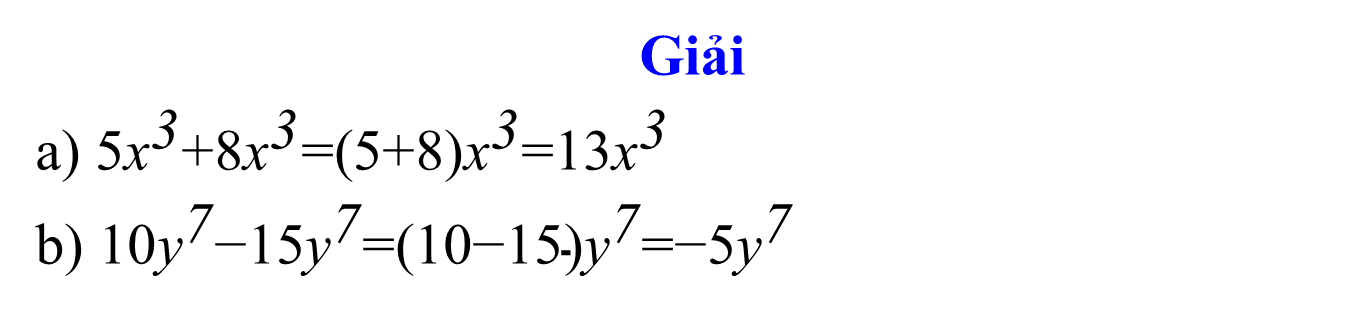 Giải
a) 5x³+8x³=(5+8)x³=13x³
b) 10y⁷−15y⁷=(10−15-)y⁷=−5y⁷